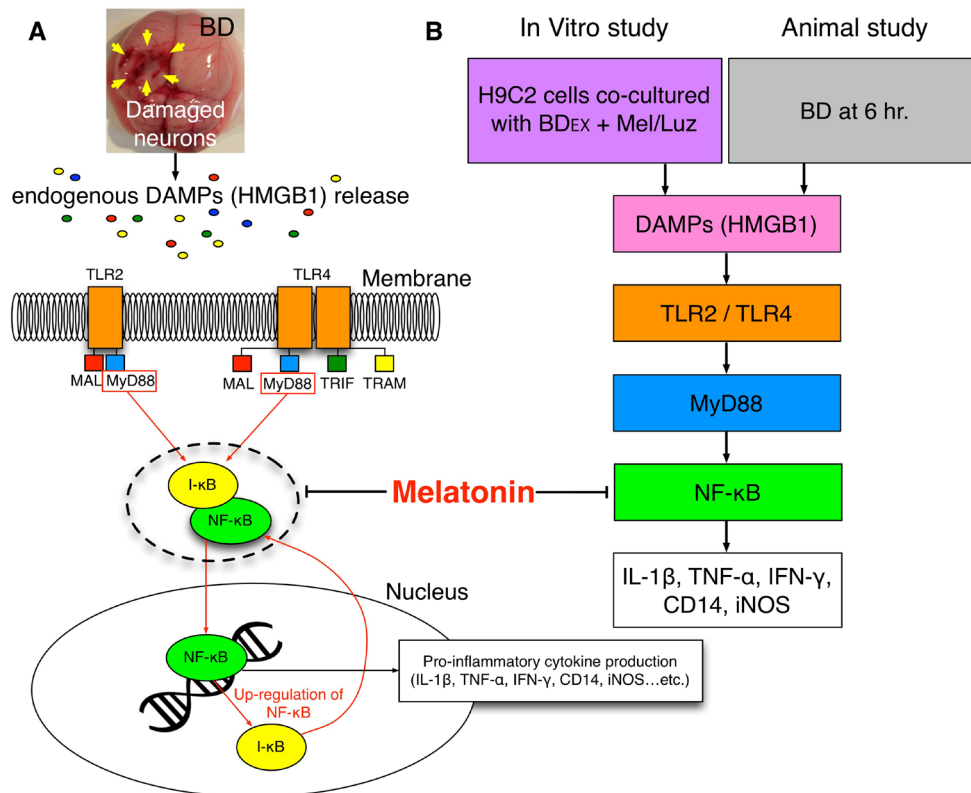 A
BD
Damaged
neurons
endogenous DAMPs (HMGB1) release
Membrane
TLR2
TLR4
MAL
MyD88
MAL
MyD88
TRIF
TRAM
I-κB
NF-κB
Melatonin
Nucleus
NF-κB
Up-regulation of
NF-κB
I-κB
Pro-inflammatory cytokine production
(IL-1β, TNF-α, IFN-γ, CD14, iNOS…etc.)
B
In Vitro study
Animal study
H9C2 cells co-cultured
with BDEX + Mel/Luz
BD at 6 hr.
DAMPs (HMGB1)
TLR2 / TLR4
MyD88
NF-κB
IL-1β, TNF-α, IFN-γ,
CD14, iNOS